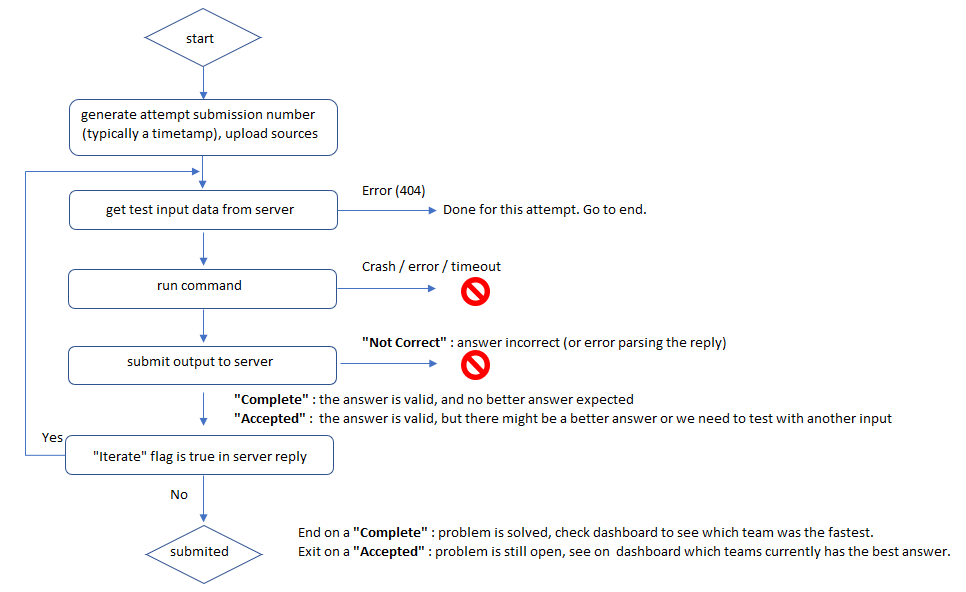 start
generate attempt submission number
(typically a timetamp), upload sources
Error (404)
get test input data from server
Done for this attempt. Go to end.
Crash / error / timeout
run command
"Not Correct" : answer incorrect (or error parsing the reply)
submit output to server
"Complete" : the answer is valid, and no better answer expected
"Accepted" : the answer is valid, but there might be a better answer or we need to test with another input
Yes
"Iterate" flag is true in server reply
No
End on a "Complete" : problem is solved, check dashboard to see which team was the fastest.
submited
Exit on a "Accepted" : problem is still open, see on dashboard which teams currently has the best answer.